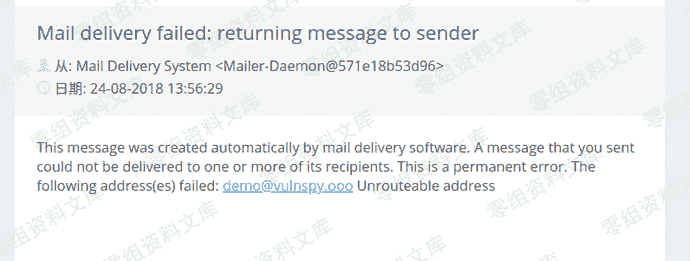 Mail delivery failed: returning message to sender
从: Mail Delivery System <Mailer-Daemon@571e18b53d96>
日期: 24-08-2018 13:56:29
This message was created automatically by mail delivery software. A message that you sent
could not be delivered to one or more of its recipients. This is a permanent error. The
following address(es) failed: demo@vulnspy.ooo Unrouteable address
零组资料文库